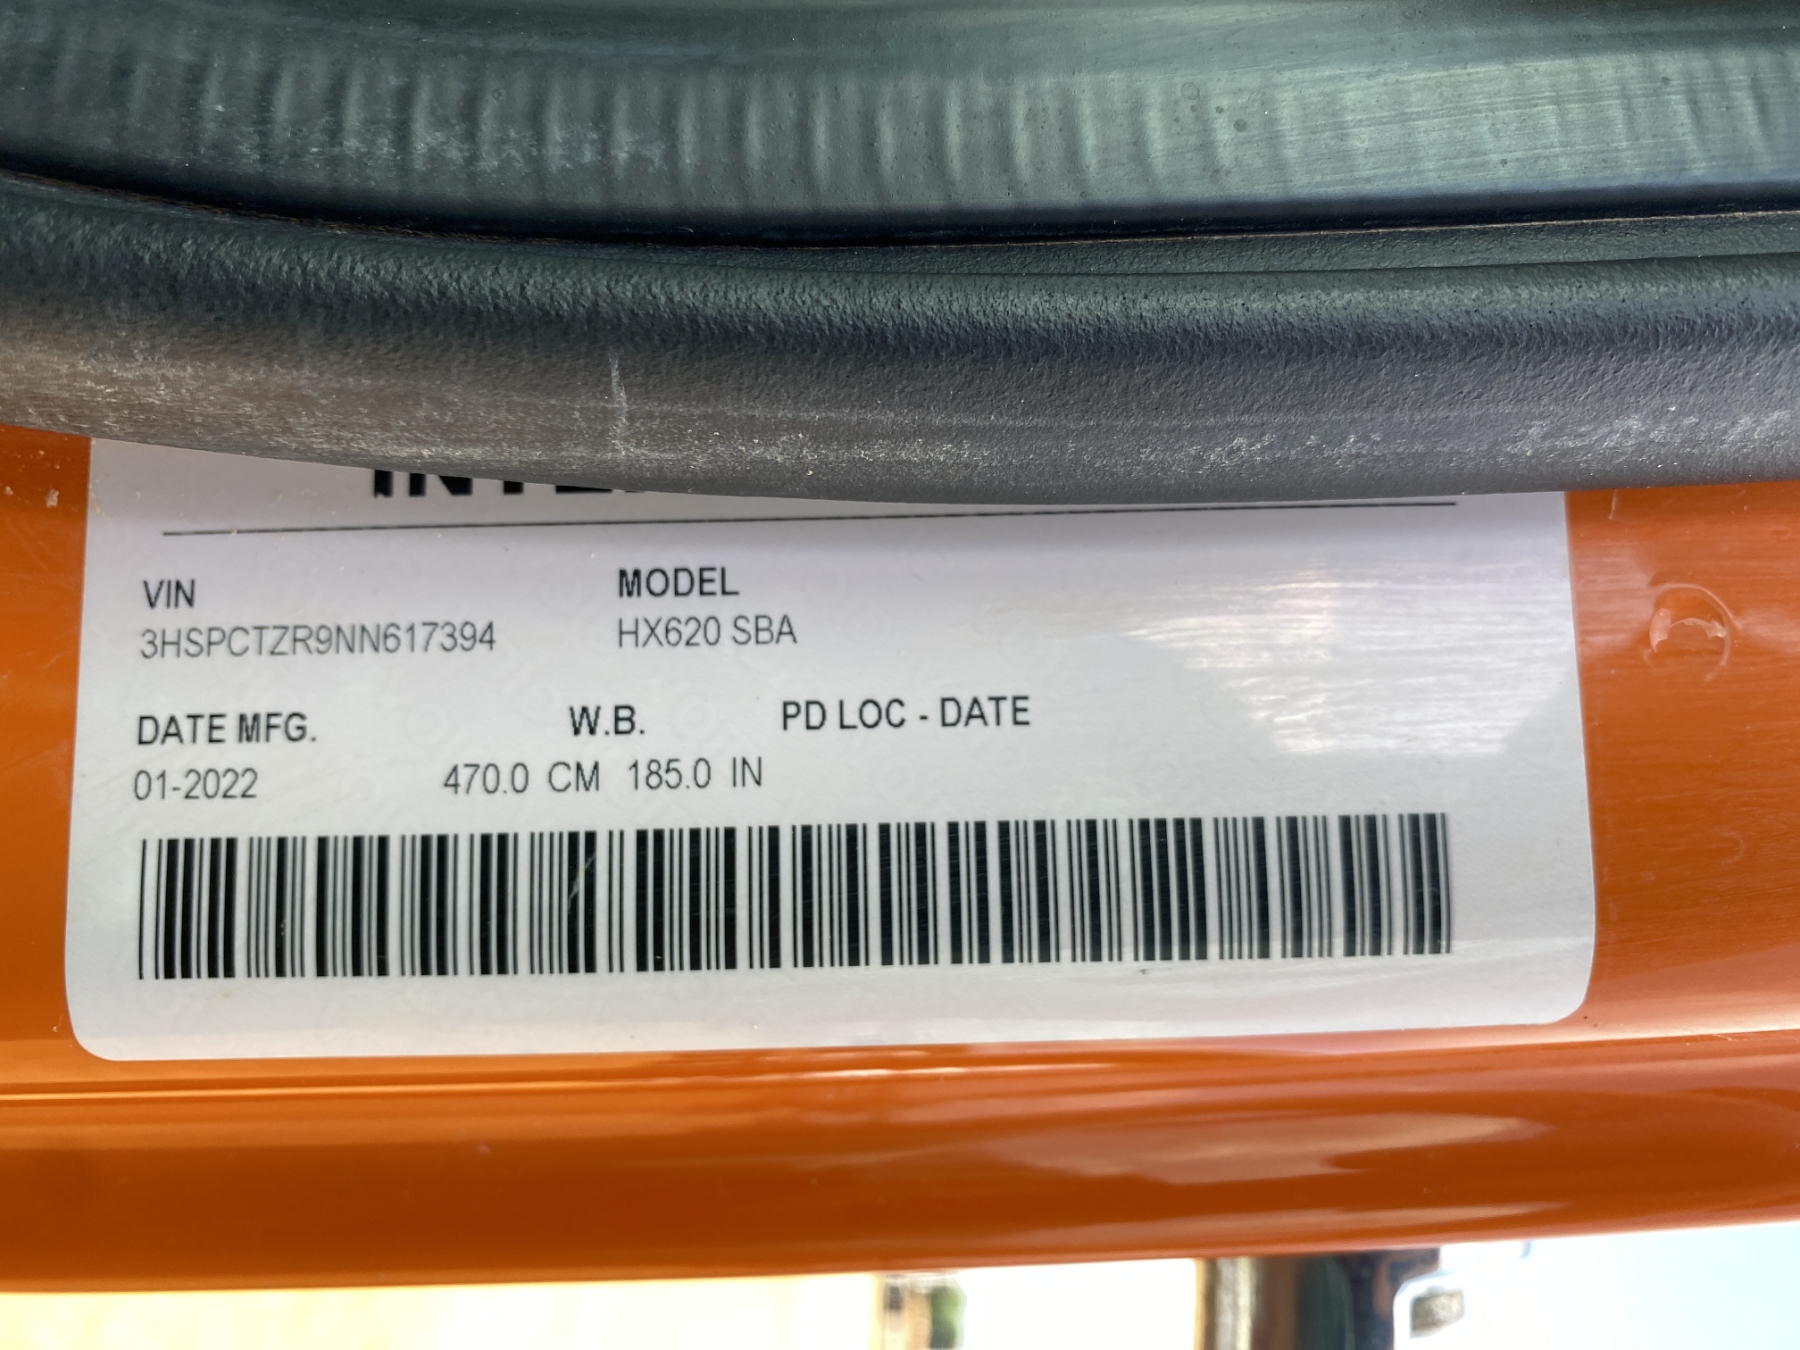 VIN MODEL
3HSPCTZR9NN617394 HX620 SBA
DATE MFG. W.B. PD LOC - DATE
01-2022 470.0 CM 185.0 IN